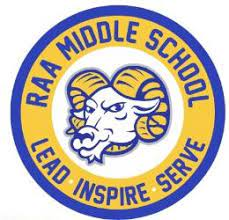 RAA MIDDLE SCHOOL
LEAD · INSPIRE · SERVE